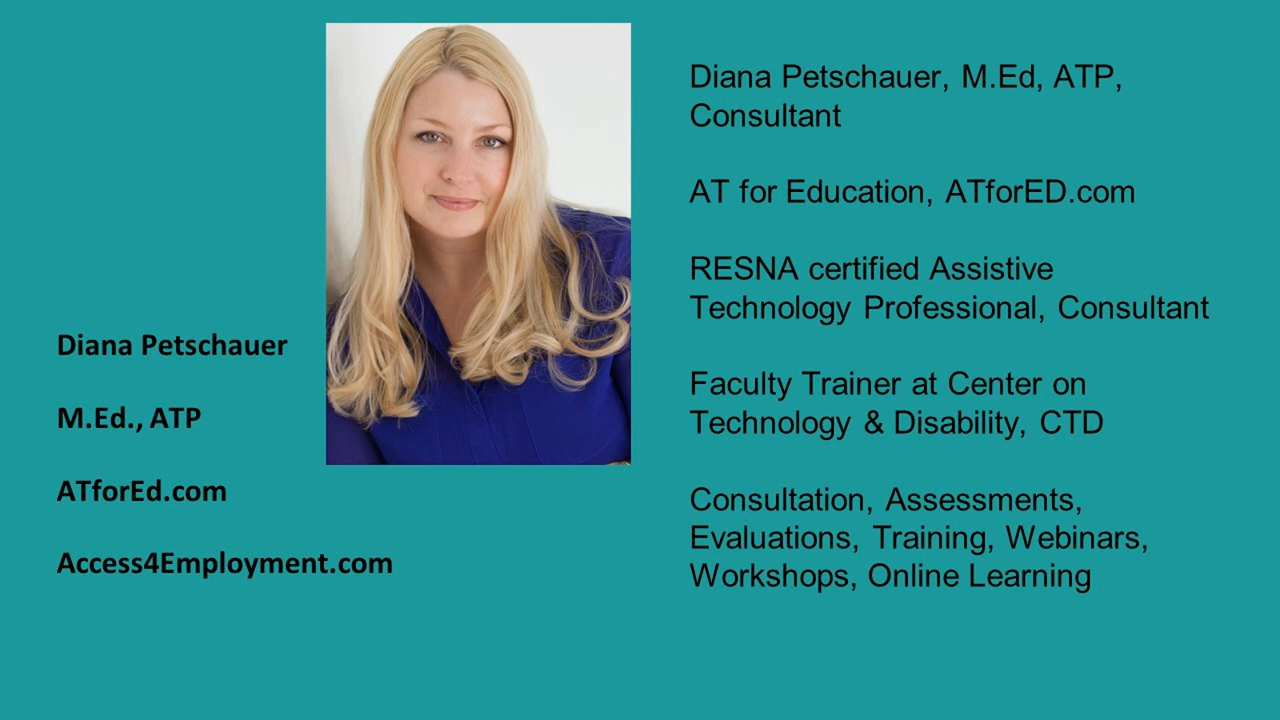 Diana Petschauer
M.Ed., ATP
ATforEd.com
Access4Employment.com
Diana Petschauer, M.Ed, ATP,
Consultant
AT for Education, ATforED.com
RESNA certified Assistive
Technology Professional, Consultant
Faculty Trainer at Center on
Technology & Disability, CTD
Consultation, Assessments,
Evaluations, Training, Webinars,
Workshops, Online Learning